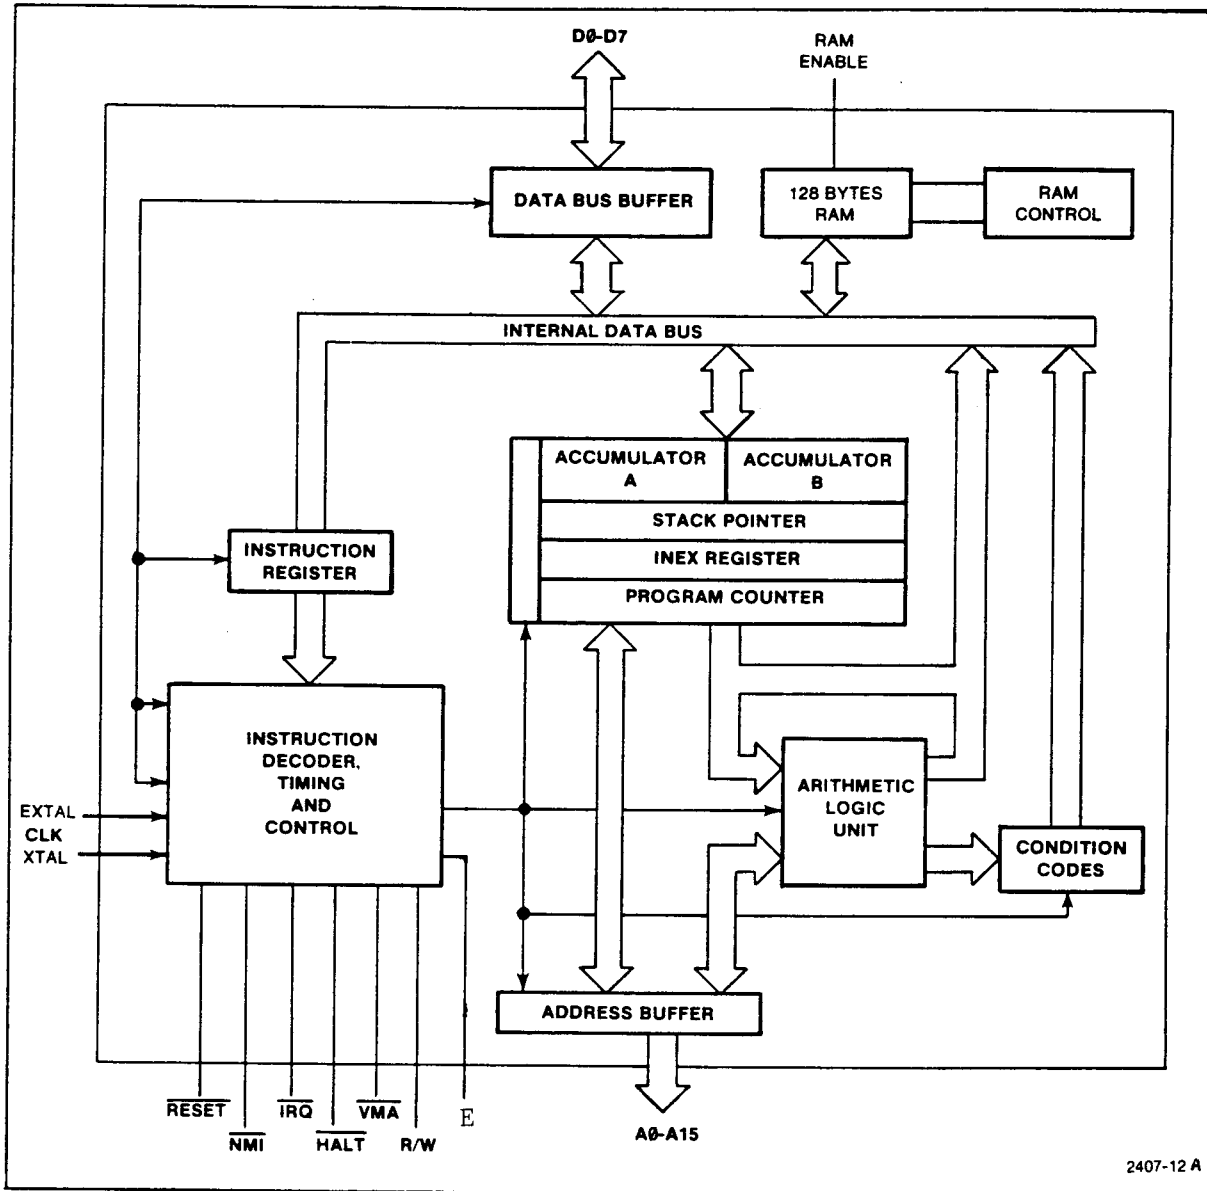 D0-D7
RAM
ENABLE
DATA BUS BUFFER
128 BYTES
RAM
RAM
CONTROL
INTERNAL DATA BUS
ACCUMULATOR
A
ACCUMULATOR
B
STACK POINTER
INEX REGISTER
PROGRAM COUNTER
INSTRUCTION
REGISTER
INSTRUCTION
DECODER,
TIMING
AND
CONTROL
EXTAL
CLK
XTAL
ARITHMETIC
LOGIC
UNIT
CONDITION
CODES
ADDRESS BUFFER
RESET
NMI
IRQ
HALT
VMA
R/W
E
A0-A15
2407-12 A